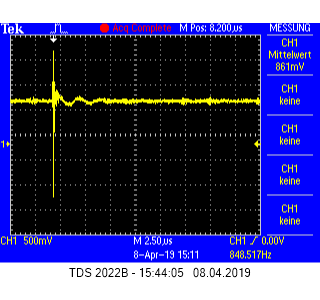 Tek Acq Complete M Pos: 8.200µs MESSUNG
CH1
Mittelwert
861mV
CH1
keine
CH1
keine
1
CH1
keine
CH1
keine
CH1 500mV M 2.50µs CH1 / 0.00V
8-Apr-19 15:11 848.517Hz
TDS 2022B - 15:44:05 08.04.2019